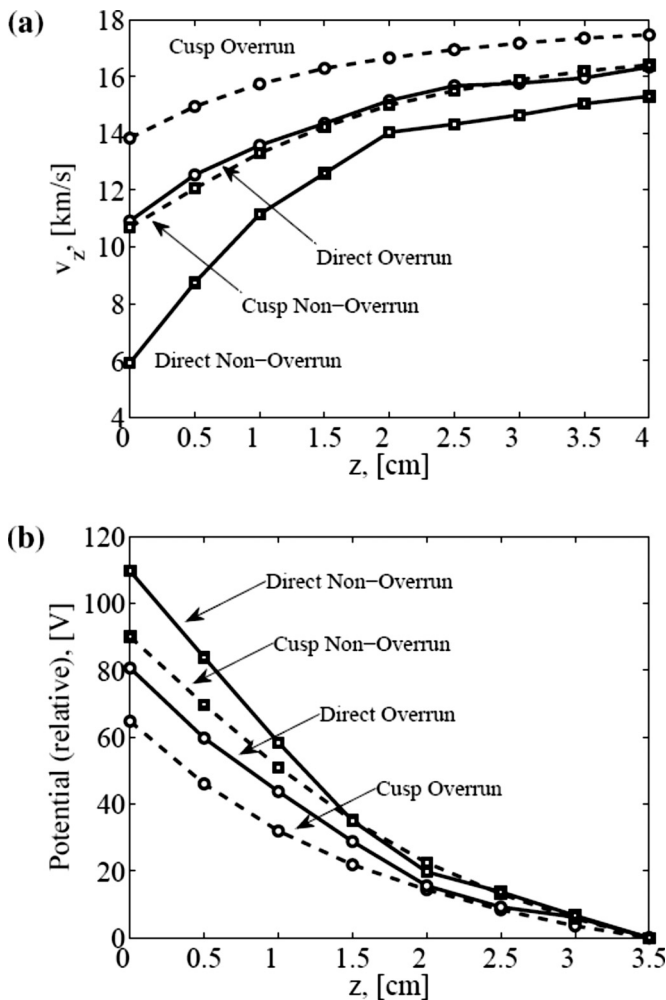 (a)
18
16
14
12
10
8
6
4
v_z, [km/s]
Cusp Overrun
Direct Overrun
Cusp Non-Overrun
Direct Non-Overrun
0 0.5 1 1.5 2 2.5 3 3.5 4
z, [cm]
(b)
120
100
80
60
40
20
0
Potential (relative), [V]
Direct Non-Overrun
Cusp Non-Overrun
Direct Overrun
Cusp Overrun
0 0.5 1 1.5 2 2.5 3 3.5
z, [cm]